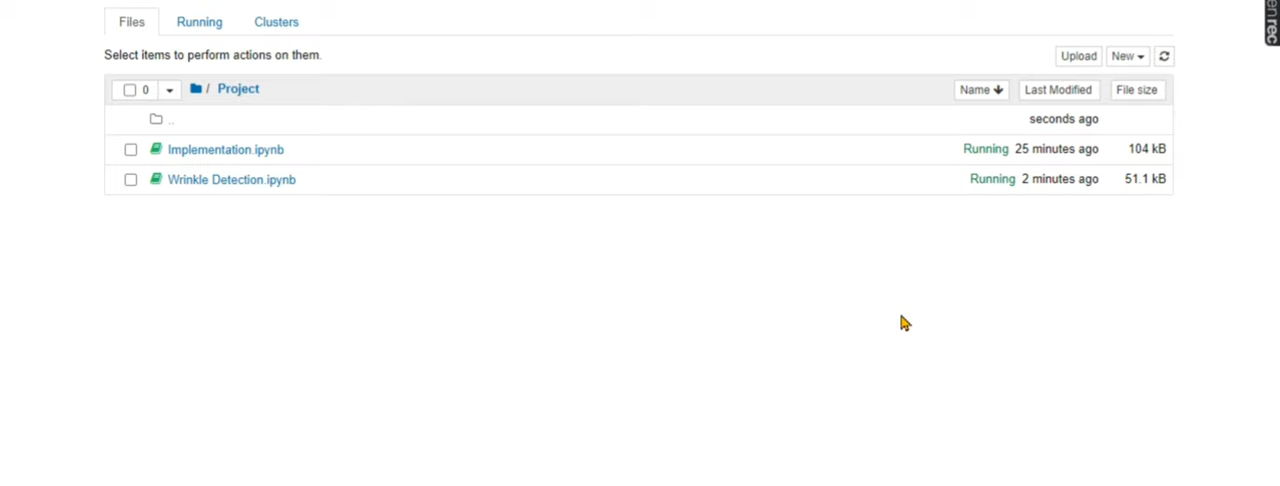 Files Running Clusters
Select items to perform actions on them.
Upload New
0 / Project Name Last Modified File size
.. seconds ago
Implementation.ipynb Running 25 minutes ago 104 kB
Wrinkle Detection.ipynb Running 2 minutes ago 51.1 kB
enrec